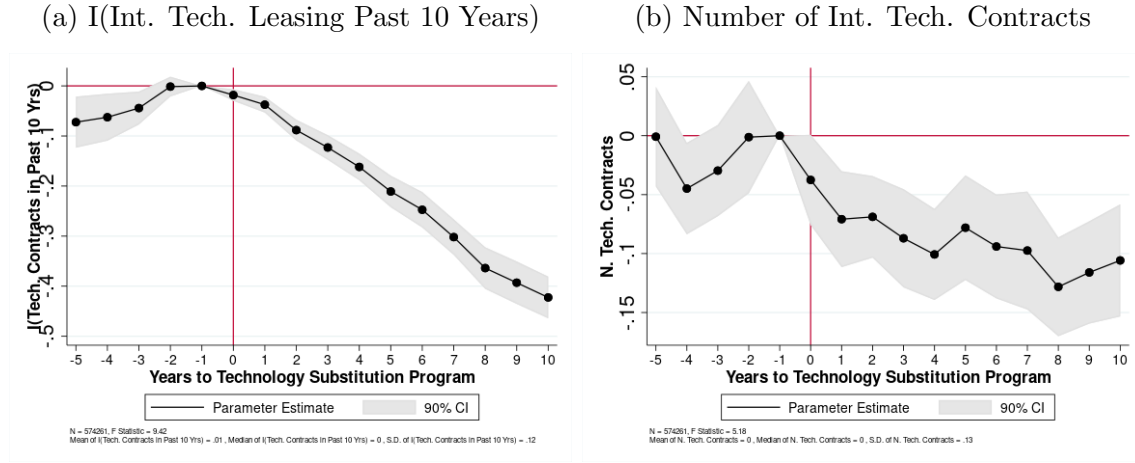 (a) I(Int. Tech. Leasing Past 10 Years)
I(Tech. Contracts in Past 10 Yrs)
0
-.1
-.2
-.3
-.4
-.5
-5 -4 -3 -2 -1 0 1 2 3 4 5 6 7 8 9 10
Years to Technology Substitution Program
Parameter Estimate 90% CI
N = 574261, F Statistic = 9.42
Mean of I(Tech. Contracts in Past 10 Yrs) = .01 , Median of I(Tech. Contracts in Past 10 Yrs) = 0 , S.D. of I(Tech. Contracts in Past 10 Yrs) = .12
(b) Number of Int. Tech. Contracts
N. Tech. Contracts
.05
0
-.05
-.1
-.15
-5 -4 -3 -2 -1 0 1 2 3 4 5 6 7 8 9 10
Years to Technology Substitution Program
Parameter Estimate 90% CI
N = 574261, F Statistic = 5.18
Mean of N. Tech. Contracts = 0 , Median of N. Tech. Contracts = 0 , S.D. of N. Tech. Contracts = .13